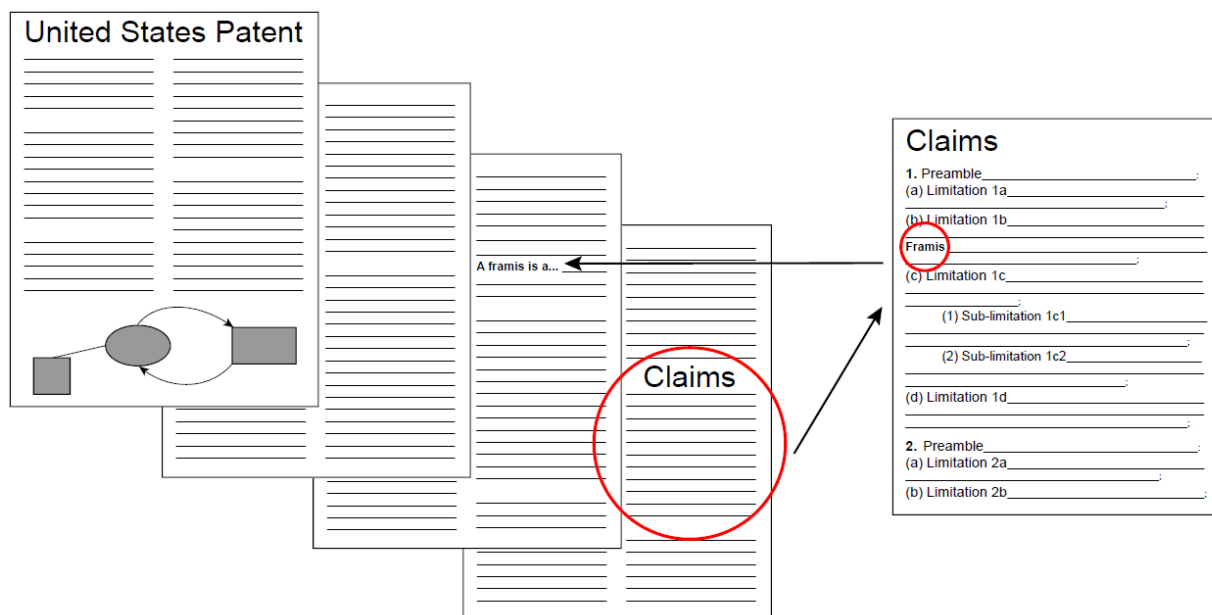 United States Patent
A framis is a...
Claims
Claims
1. Preamble;
(a) Limitation 1a
;
(b) Limitation 1b
Framis
;
(c) Limitation 1c
;
(1) Sub-limitation 1c1
;
(2) Sub-limitation 1c2
;
(d) Limitation 1d
;
2. Preamble;
(a) Limitation 2a
;
(b) Limitation 2b;